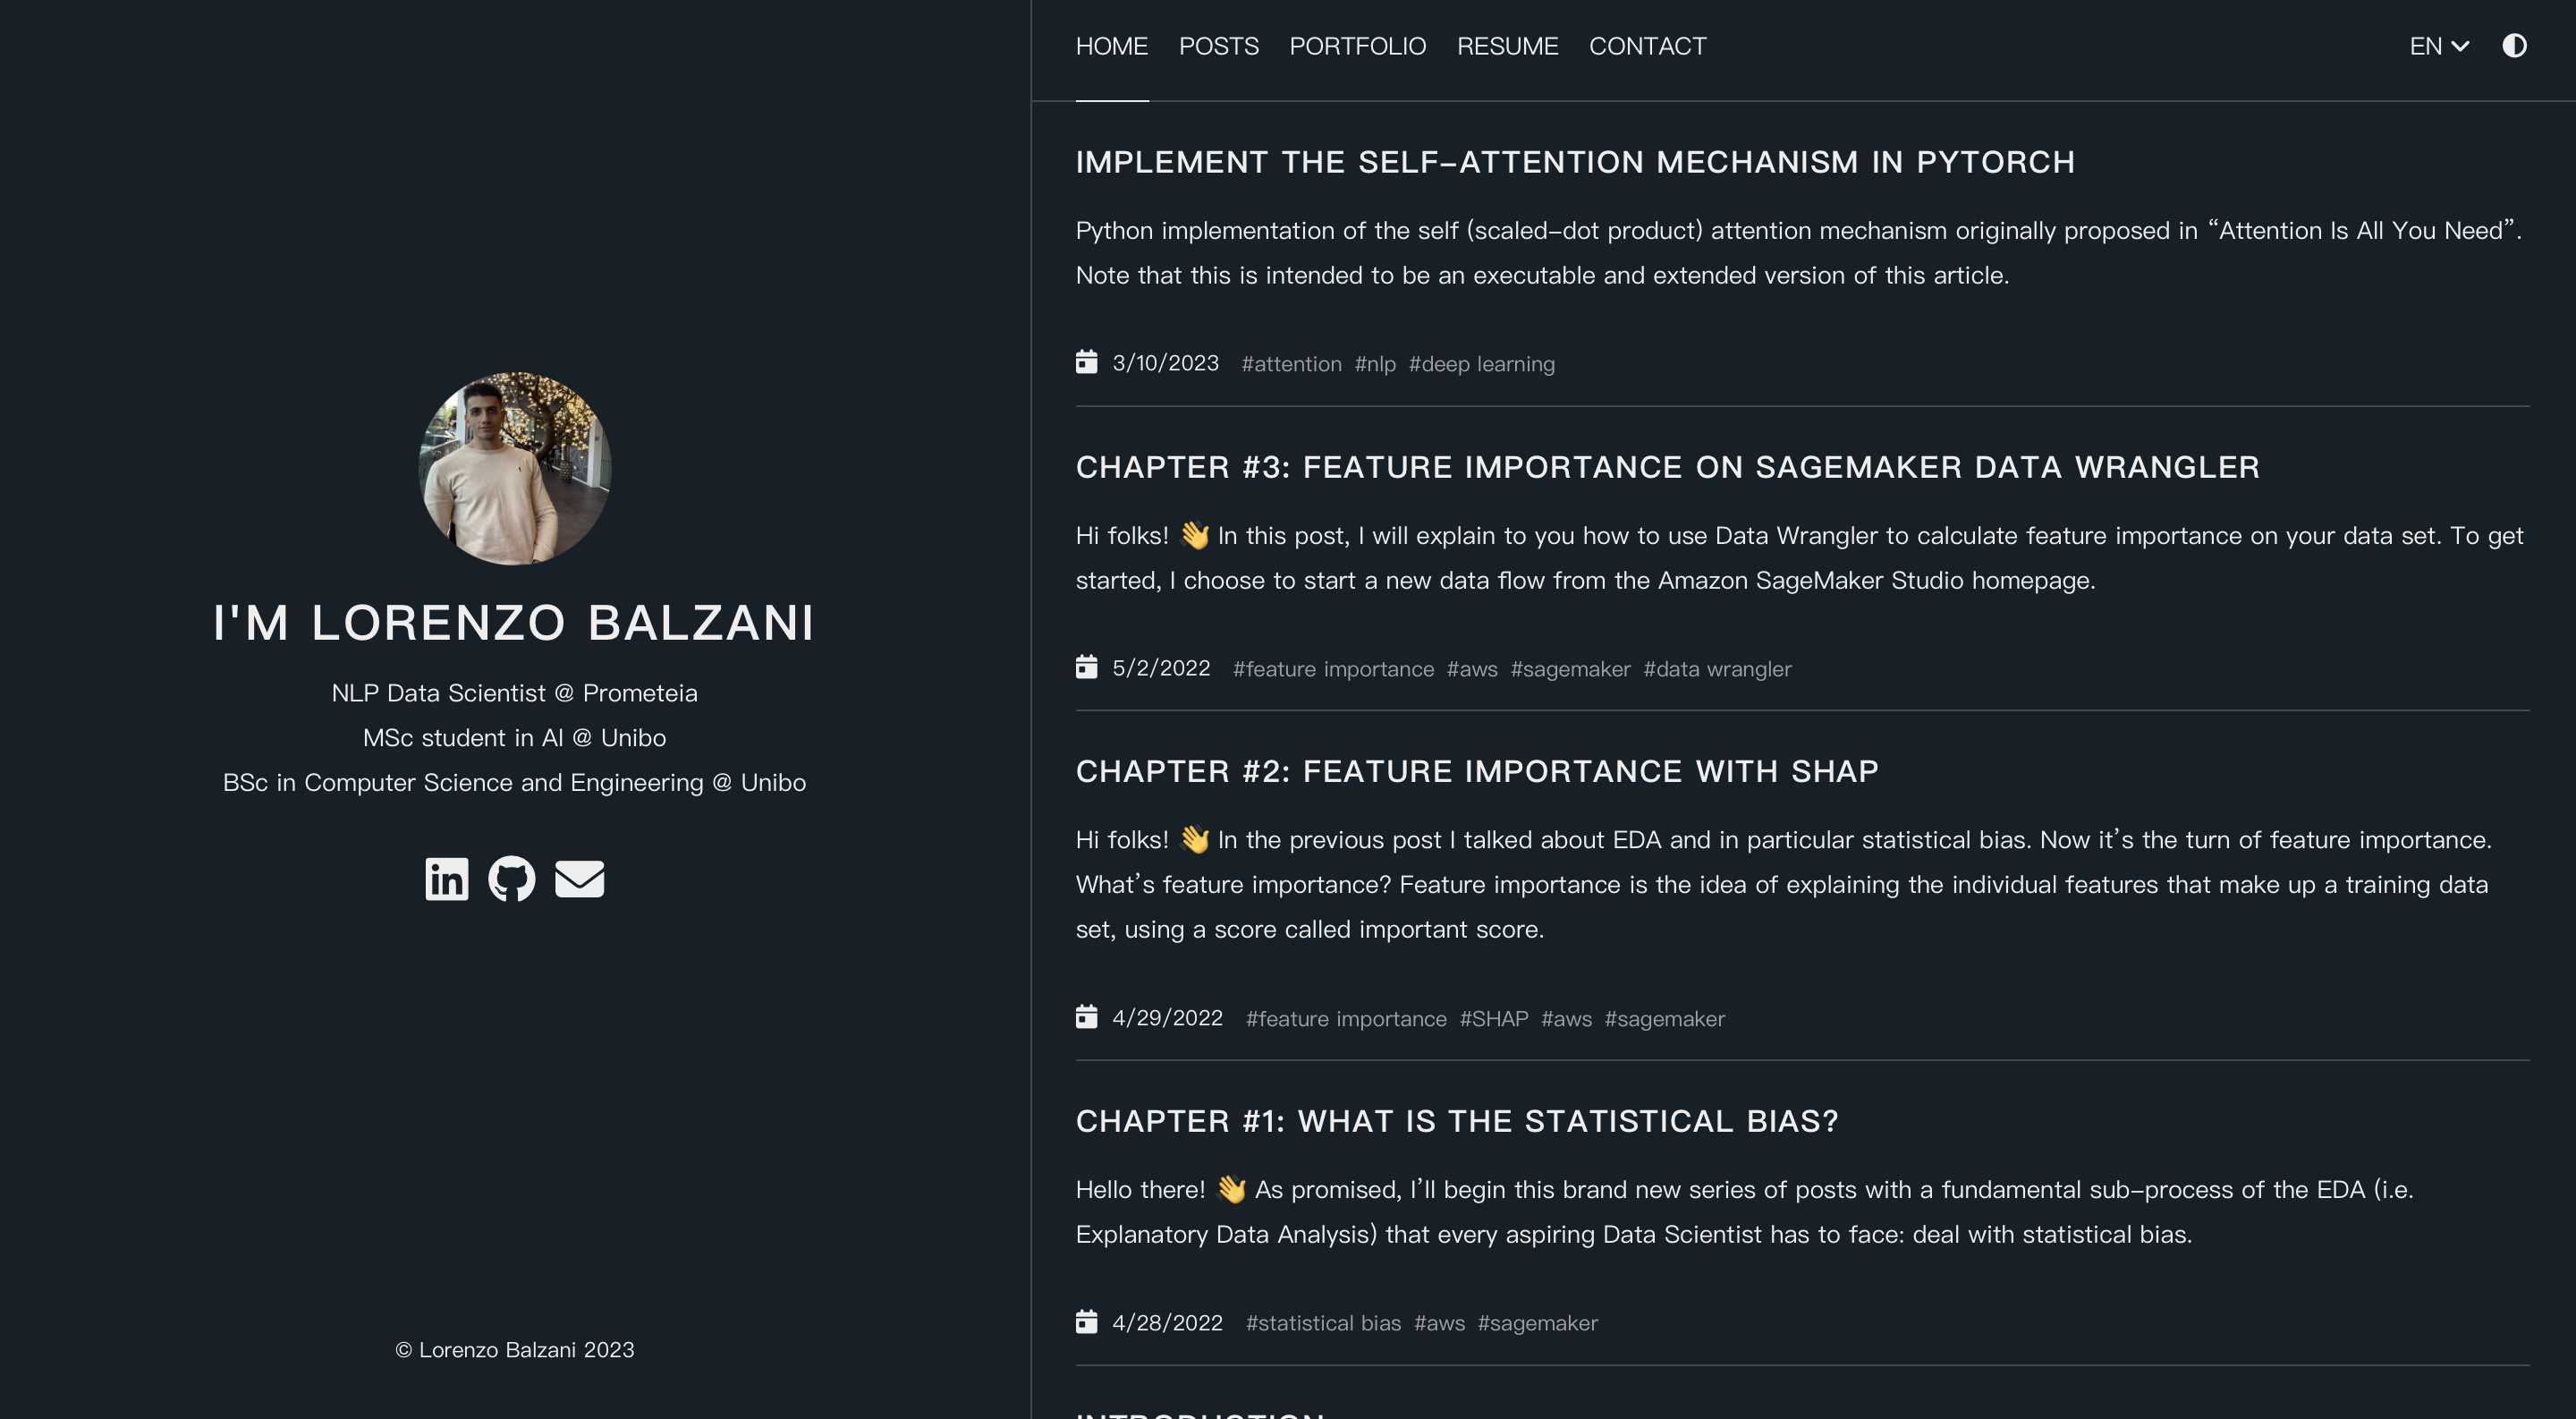 I'M LORENZO BALZANI
NLP Data Scientist @ Prometeia
MSc student in AI @ Unibo
BSc in Computer Science and Engineering @ Unibo
© Lorenzo Balzani 2023
HOME POSTS PORTFOLIO RESUME CONTACT EN
IMPLEMENT THE SELF-ATTENTION MECHANISM IN PYTORCH
Python implementation of the self (scaled-dot product) attention mechanism originally proposed in “Attention Is All You Need”.
Note that this is intended to be an executable and extended version of this article.
3/10/2023 #attention #nlp #deep learning
CHAPTER #3: FEATURE IMPORTANCE ON SAGEMAKER DATA WRANGLER
Hi folks! 👋 In this post, I will explain to you how to use Data Wrangler to calculate feature importance on your data set. To get
started, I choose to start a new data flow from the Amazon SageMaker Studio homepage.
5/2/2022 #feature importance #aws #sagemaker #data wrangler
CHAPTER #2: FEATURE IMPORTANCE WITH SHAP
Hi folks! 👋 In the previous post I talked about EDA and in particular statistical bias. Now it’s the turn of feature importance.
What’s feature importance? Feature importance is the idea of explaining the individual features that make up a training data
set, using a score called important score.
4/29/2022 #feature importance #SHAP #aws #sagemaker
CHAPTER #1: WHAT IS THE STATISTICAL BIAS?
Hello there! 👋 As promised, I’ll begin this brand new series of posts with a fundamental sub-process of the EDA (i.e.
Explanatory Data Analysis) that every aspiring Data Scientist has to face: deal with statistical bias.
4/28/2022 #statistical bias #aws #sagemaker
INTRODUCTION